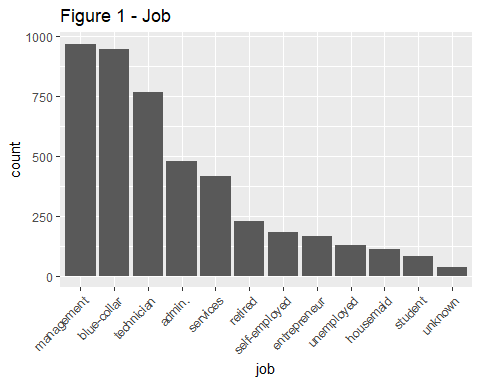 Figure 1 - Job
1000
750
500
250
0
count
management
blue-collar
technician
admin.
services
retired
self-employed
entrepreneur
unemployed
housemaid
student
unknown
job